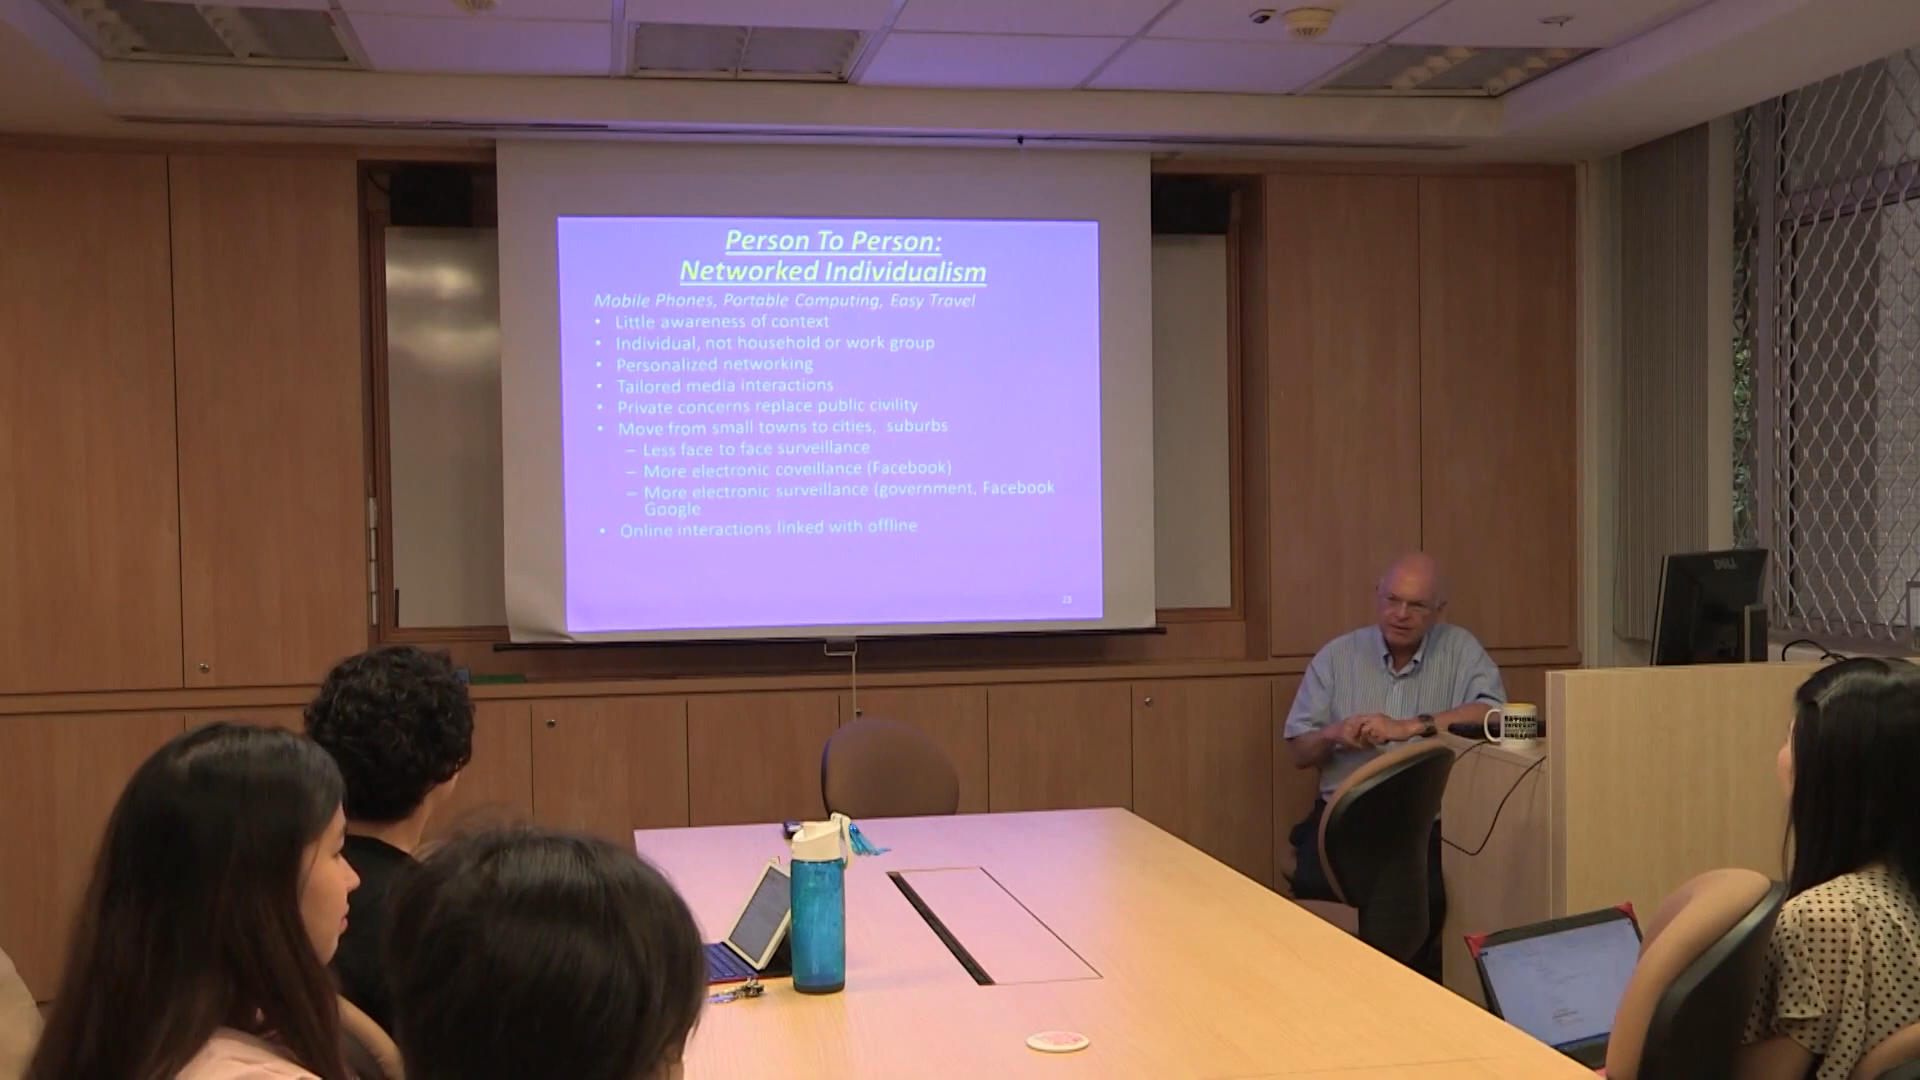 Person To Person:
Networked Individualism
Mobile Phones, Portable Computing, Easy Travel
• Little awareness of context
• Individual, not household or work group
• Personalized networking
• Tailored media interactions
• Private concerns replace public civility
• Move from small towns to cities, suburbs
– Less face to face surveillance
– More electronic coveillance (Facebook)
– More electronic surveillance (government, Facebook
Google
• Online interactions linked with offline
23
DELL